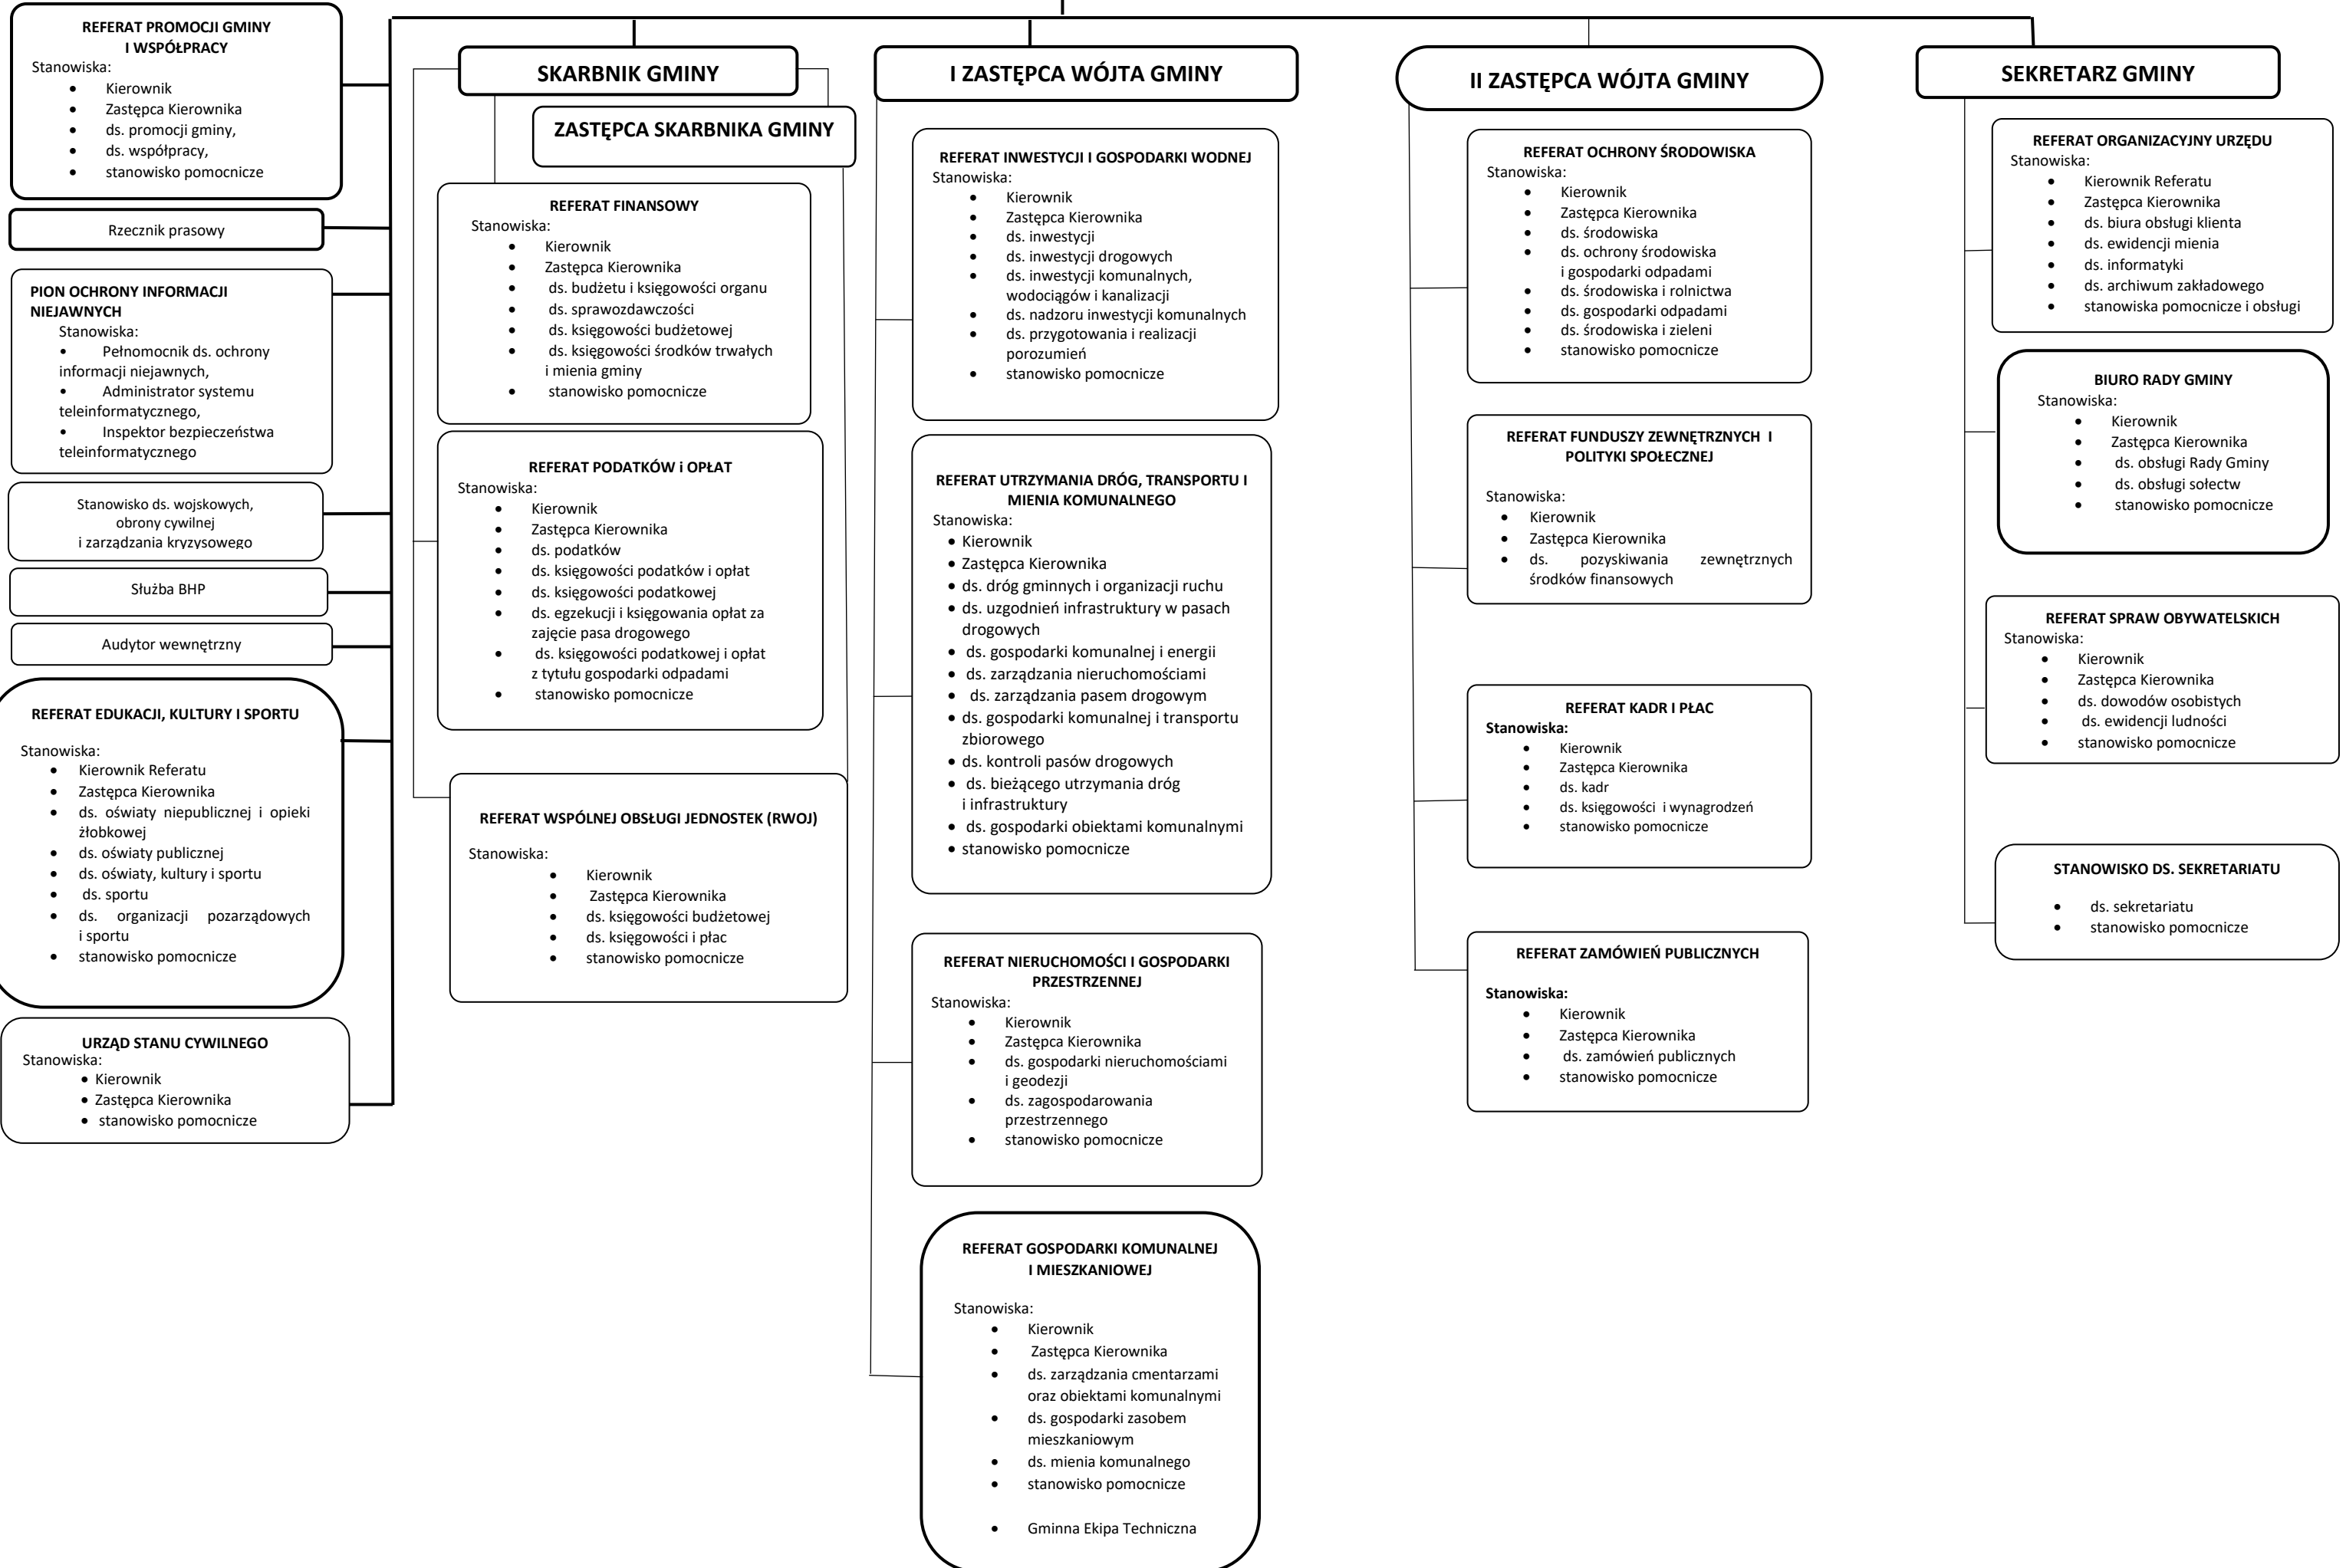 REFERAT PROMOCJI GMINY
I WSPÓŁPRACY
Stanowiska:
• Kierownik
• Zastępca Kierownika
• ds. promocji gminy,
• ds. współpracy,
• stanowisko pomocnicze
Rzecznik prasowy
PION OCHRONY INFORMACJI
NIEJAWNYCH
Stanowiska:
• Pełnomocnik ds. ochrony
informacji niejawnych,
• Administrator systemu
teleinformatycznego,
• Inspektor bezpieczeństwa
teleinformatycznego
Stanowisko ds. wojskowych,
obrony cywilnej
i zarządzania kryzysowego
Służba BHP
Audytor wewnętrzny
REFERAT EDUKACJI, KULTURY I SPORTU
Stanowiska:
• Kierownik Referatu
• Zastępca Kierownika
• ds. oświaty niepublicznej i opieki
żłobkowej
• ds. oświaty publicznej
• ds. oświaty, kultury i sportu
• ds. sportu
• ds. organizacji pozarządowych
i sportu
• stanowisko pomocnicze
URZĄD STANU CYWILNEGO
Stanowiska:
• Kierownik
• Zastępca Kierownika
• stanowisko pomocnicze
SKARBNIK GMINY
ZASTĘPCA SKARBNIKA GMINY
REFERAT FINANSOWY
Stanowiska:
• Kierownik
• Zastępca Kierownika
• ds. budżetu i księgowości organu
• ds. sprawozdawczości
• ds. księgowości budżetowej
• ds. księgowości środków trwałych
i mienia gminy
• stanowisko pomocnicze
REFERAT PODATKÓW i OPŁAT
Stanowiska:
• Kierownik
• Zastępca Kierownika
• ds. podatków
• ds. księgowości podatków i opłat
• ds. księgowości podatkowej
• ds. egzekucji i księgowania opłat za
zajęcie pasa drogowego
• ds. księgowości podatkowej i opłat
z tytułu gospodarki odpadami
• stanowisko pomocnicze
REFERAT WSPÓLNEJ OBSŁUGI JEDNOSTEK (RWOJ)
Stanowiska:
• Kierownik
• Zastępca Kierownika
• ds. księgowości budżetowej
• ds. księgowości i płac
• stanowisko pomocnicze
I ZASTĘPCA WÓJTA GMINY
REFERAT INWESTYCJI I GOSPODARKI WODNEJ
Stanowiska:
• Kierownik
• Zastępca Kierownika
• ds. inwestycji
• ds. inwestycji drogowych
• ds. inwestycji komunalnych,
wodociągów i kanalizacji
• ds. nadzoru inwestycji komunalnych
• ds. przygotowania i realizacji
porozumień
• stanowisko pomocnicze
REFERAT UTRZYMANIA DRÓG, TRANSPORTU I
MIENIA KOMUNALNEGO
Stanowiska:
• Kierownik
• Zastępca Kierownika
• ds. dróg gminnych i organizacji ruchu
• ds. uzgodnień infrastruktury w pasach
drogowych
• ds. gospodarki komunalnej i energii
• ds. zarządzania nieruchomościami
• ds. zarządzania pasem drogowym
• ds. gospodarki komunalnej i transportu
zbiorowego
• ds. kontroli pasów drogowych
• ds. bieżącego utrzymania dróg
i infrastruktury
• ds. gospodarki obiektami komunalnymi
• stanowisko pomocnicze
REFERAT NIERUCHOMOŚCI I GOSPODARKI
PRZESTRZENNEJ
Stanowiska:
• Kierownik
• Zastępca Kierownika
• ds. gospodarki nieruchomościami
i geodezji
• ds. zagospodarowania
przestrzennego
• stanowisko pomocnicze
REFERAT GOSPODARKI KOMUNALNEJ
I MIESZKANIOWEJ
Stanowiska:
• Kierownik
• Zastępca Kierownika
• ds. zarządzania cmentarzami
oraz obiektami komunalnymi
• ds. gospodarki zasobem
mieszkaniowym
• ds. mienia komunalnego
• stanowisko pomocnicze
• Gminna Ekipa Techniczna
II ZASTĘPCA WÓJTA GMINY
REFERAT OCHRONY ŚRODOWISKA
Stanowiska:
• Kierownik
• Zastępca Kierownika
• ds. środowiska
• ds. ochrony środowiska
i gospodarki odpadami
• ds. środowiska i rolnictwa
• ds. gospodarki odpadami
• ds. środowiska i zieleni
• stanowisko pomocnicze
REFERAT FUNDUSZY ZEWNĘTRZNYCH I
POLITYKI SPOŁECZNEJ
Stanowiska:
• Kierownik
• Zastępca Kierownika
• ds. pozyskiwania zewnętrznych
środków finansowych
REFERAT KADR I PŁAC
Stanowiska:
• Kierownik
• Zastępca Kierownika
• ds. kadr
• ds. księgowości i wynagrodzeń
• stanowisko pomocnicze
REFERAT ZAMÓWIEŃ PUBLICZNYCH
Stanowiska:
• Kierownik
• Zastępca Kierownika
• ds. zamówień publicznych
• stanowisko pomocnicze
SEKRETARZ GMINY
REFERAT ORGANIZACYJNY URZĘDU
Stanowiska:
• Kierownik Referatu
• Zastępca Kierownika
• ds. biura obsługi klienta
• ds. ewidencji mienia
• ds. informatyki
• ds. archiwum zakładowego
• stanowiska pomocnicze i obsługi
BIURO RADY GMINY
Stanowiska:
• Kierownik
• Zastępca Kierownika
• ds. obsługi Rady Gminy
• ds. obsługi sołectw
• stanowisko pomocnicze
REFERAT SPRAW OBYWATELSKICH
Stanowiska:
• Kierownik
• Zastępca Kierownika
• ds. dowodów osobistych
• ds. ewidencji ludności
• stanowisko pomocnicze
STANOWISKO DS. SEKRETARIATU
• ds. sekretariatu
• stanowisko pomocnicze